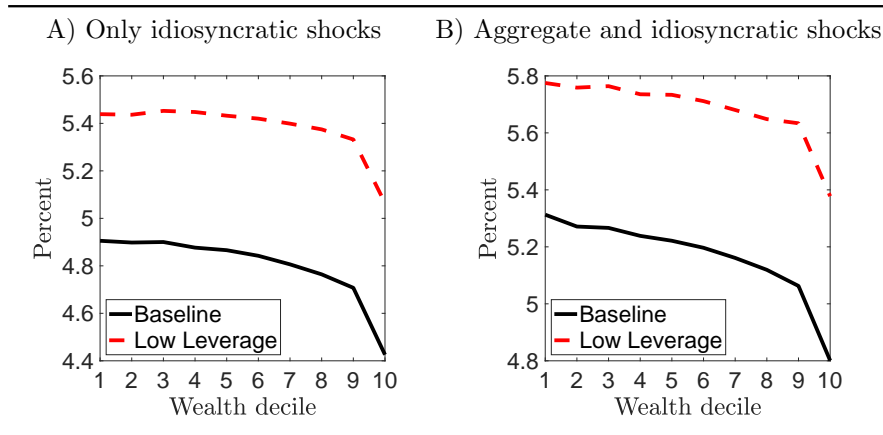 A) Only idiosyncratic shocks
5.6
5.4
5.2
5
4.8
4.6
4.4
Percent
Baseline
Low Leverage
1 2 3 4 5 6 7 8 9 10
Wealth decile
B) Aggregate and idiosyncratic shocks
5.8
5.6
5.4
5.2
5
4.8
Percent
Baseline
Low Leverage
1 2 3 4 5 6 7 8 9 10
Wealth decile